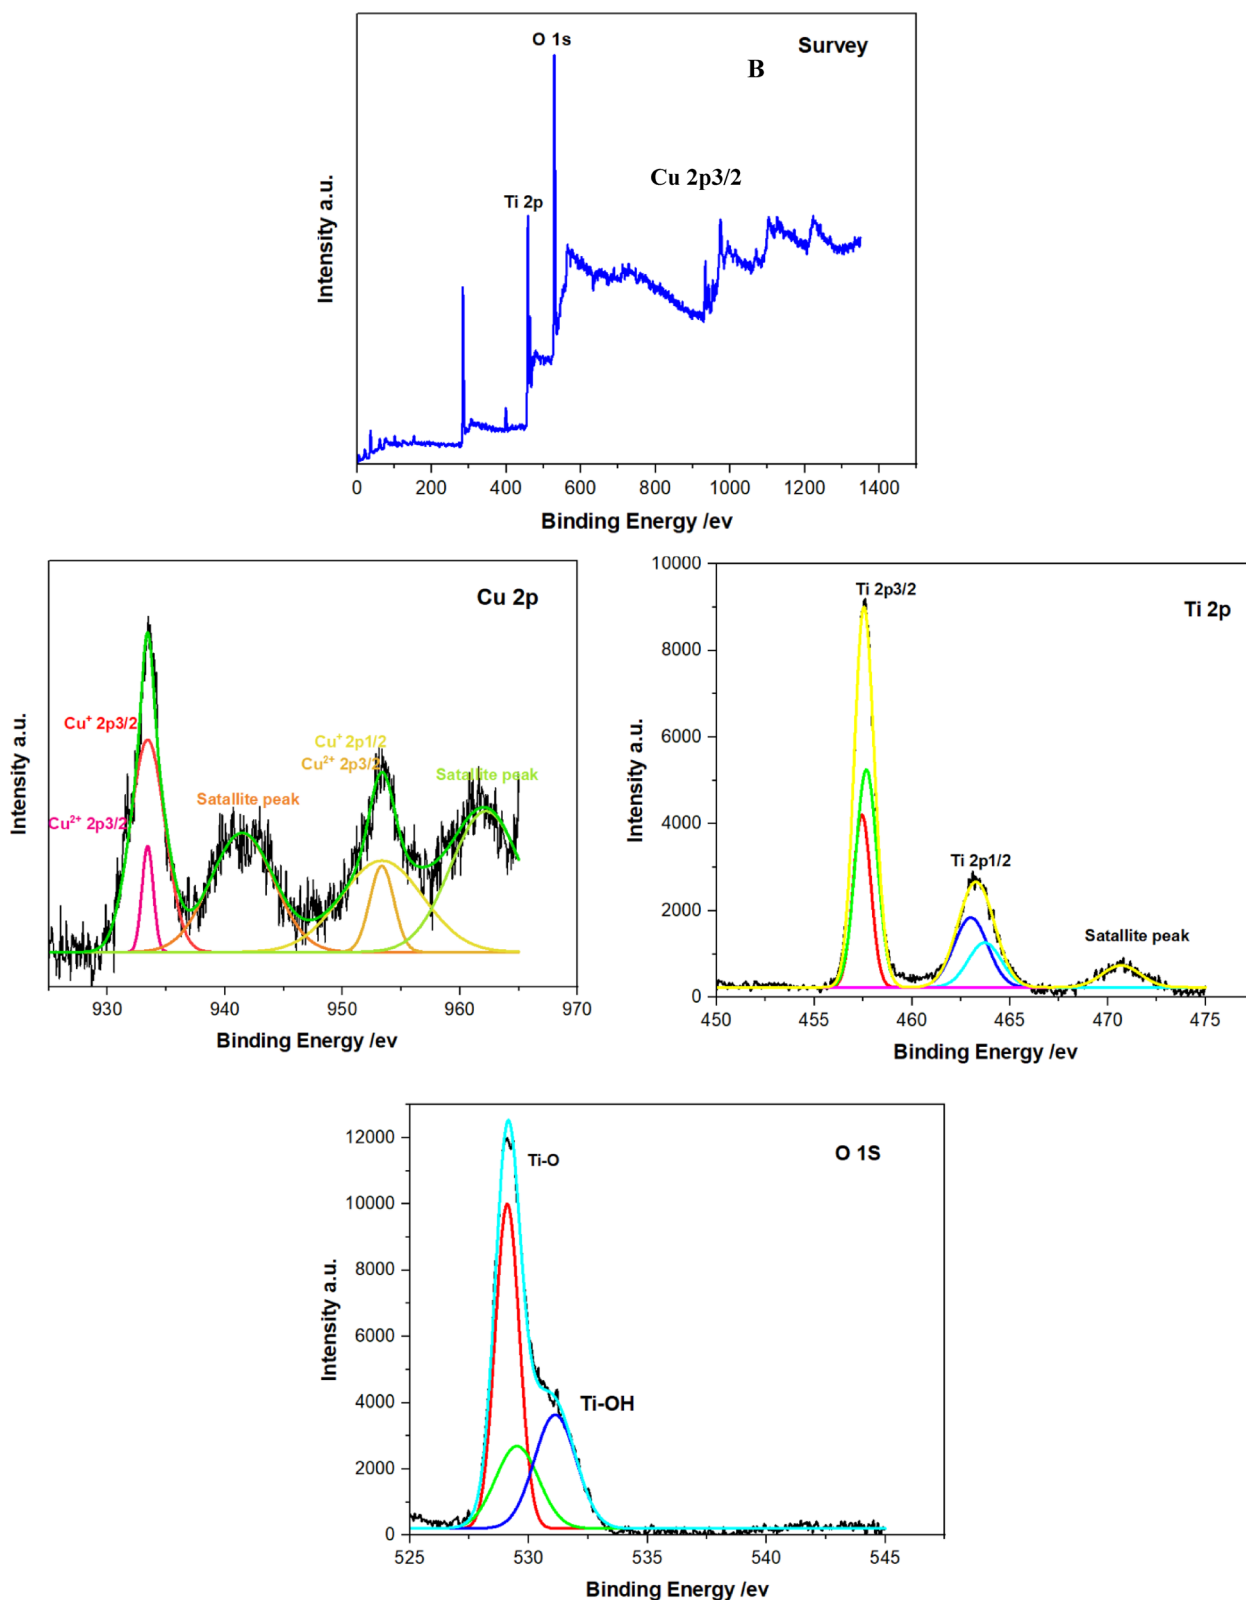 O 1s
Survey
B
Cu 2p3/2
Ti 2p
Intensity a.u.
0 200 400 600 800 1000 1200 1400
Binding Energy /ev
Cu 2p
Cu⁺ 2p3/2
Cu⁺ 2p1/2
Cu²⁺ 2p3/2
Satallite peak
Satallite peak
Cu²⁺ 2p3/2
Intensity a.u.
930 940 950 960 970
Binding Energy /ev
10000
8000
6000
4000
2000
0
Ti 2p3/2
Ti 2p
Ti 2p1/2
Satallite peak
Intensity a.u.
450 455 460 465 470 475
Binding Energy /ev
12000
10000
8000
6000
4000
2000
0
Ti-O
O 1S
Ti-OH
Intensity a.u.
525 530 535 540 545
Binding Energy /ev